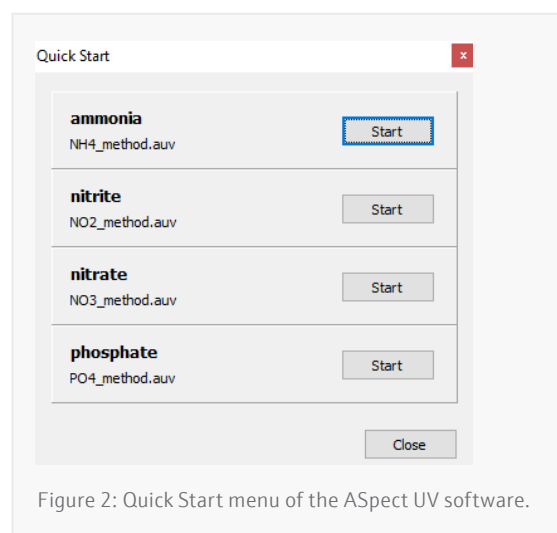 Quick Start
x
ammonia
NH4_method.auv
Start
nitrite
NO2_method.auv
Start
nitrate
NO3_method.auv
Start
phosphate
PO4_method.auv
Start
Close
Figure 2: Quick Start menu of the ASpect UV software.